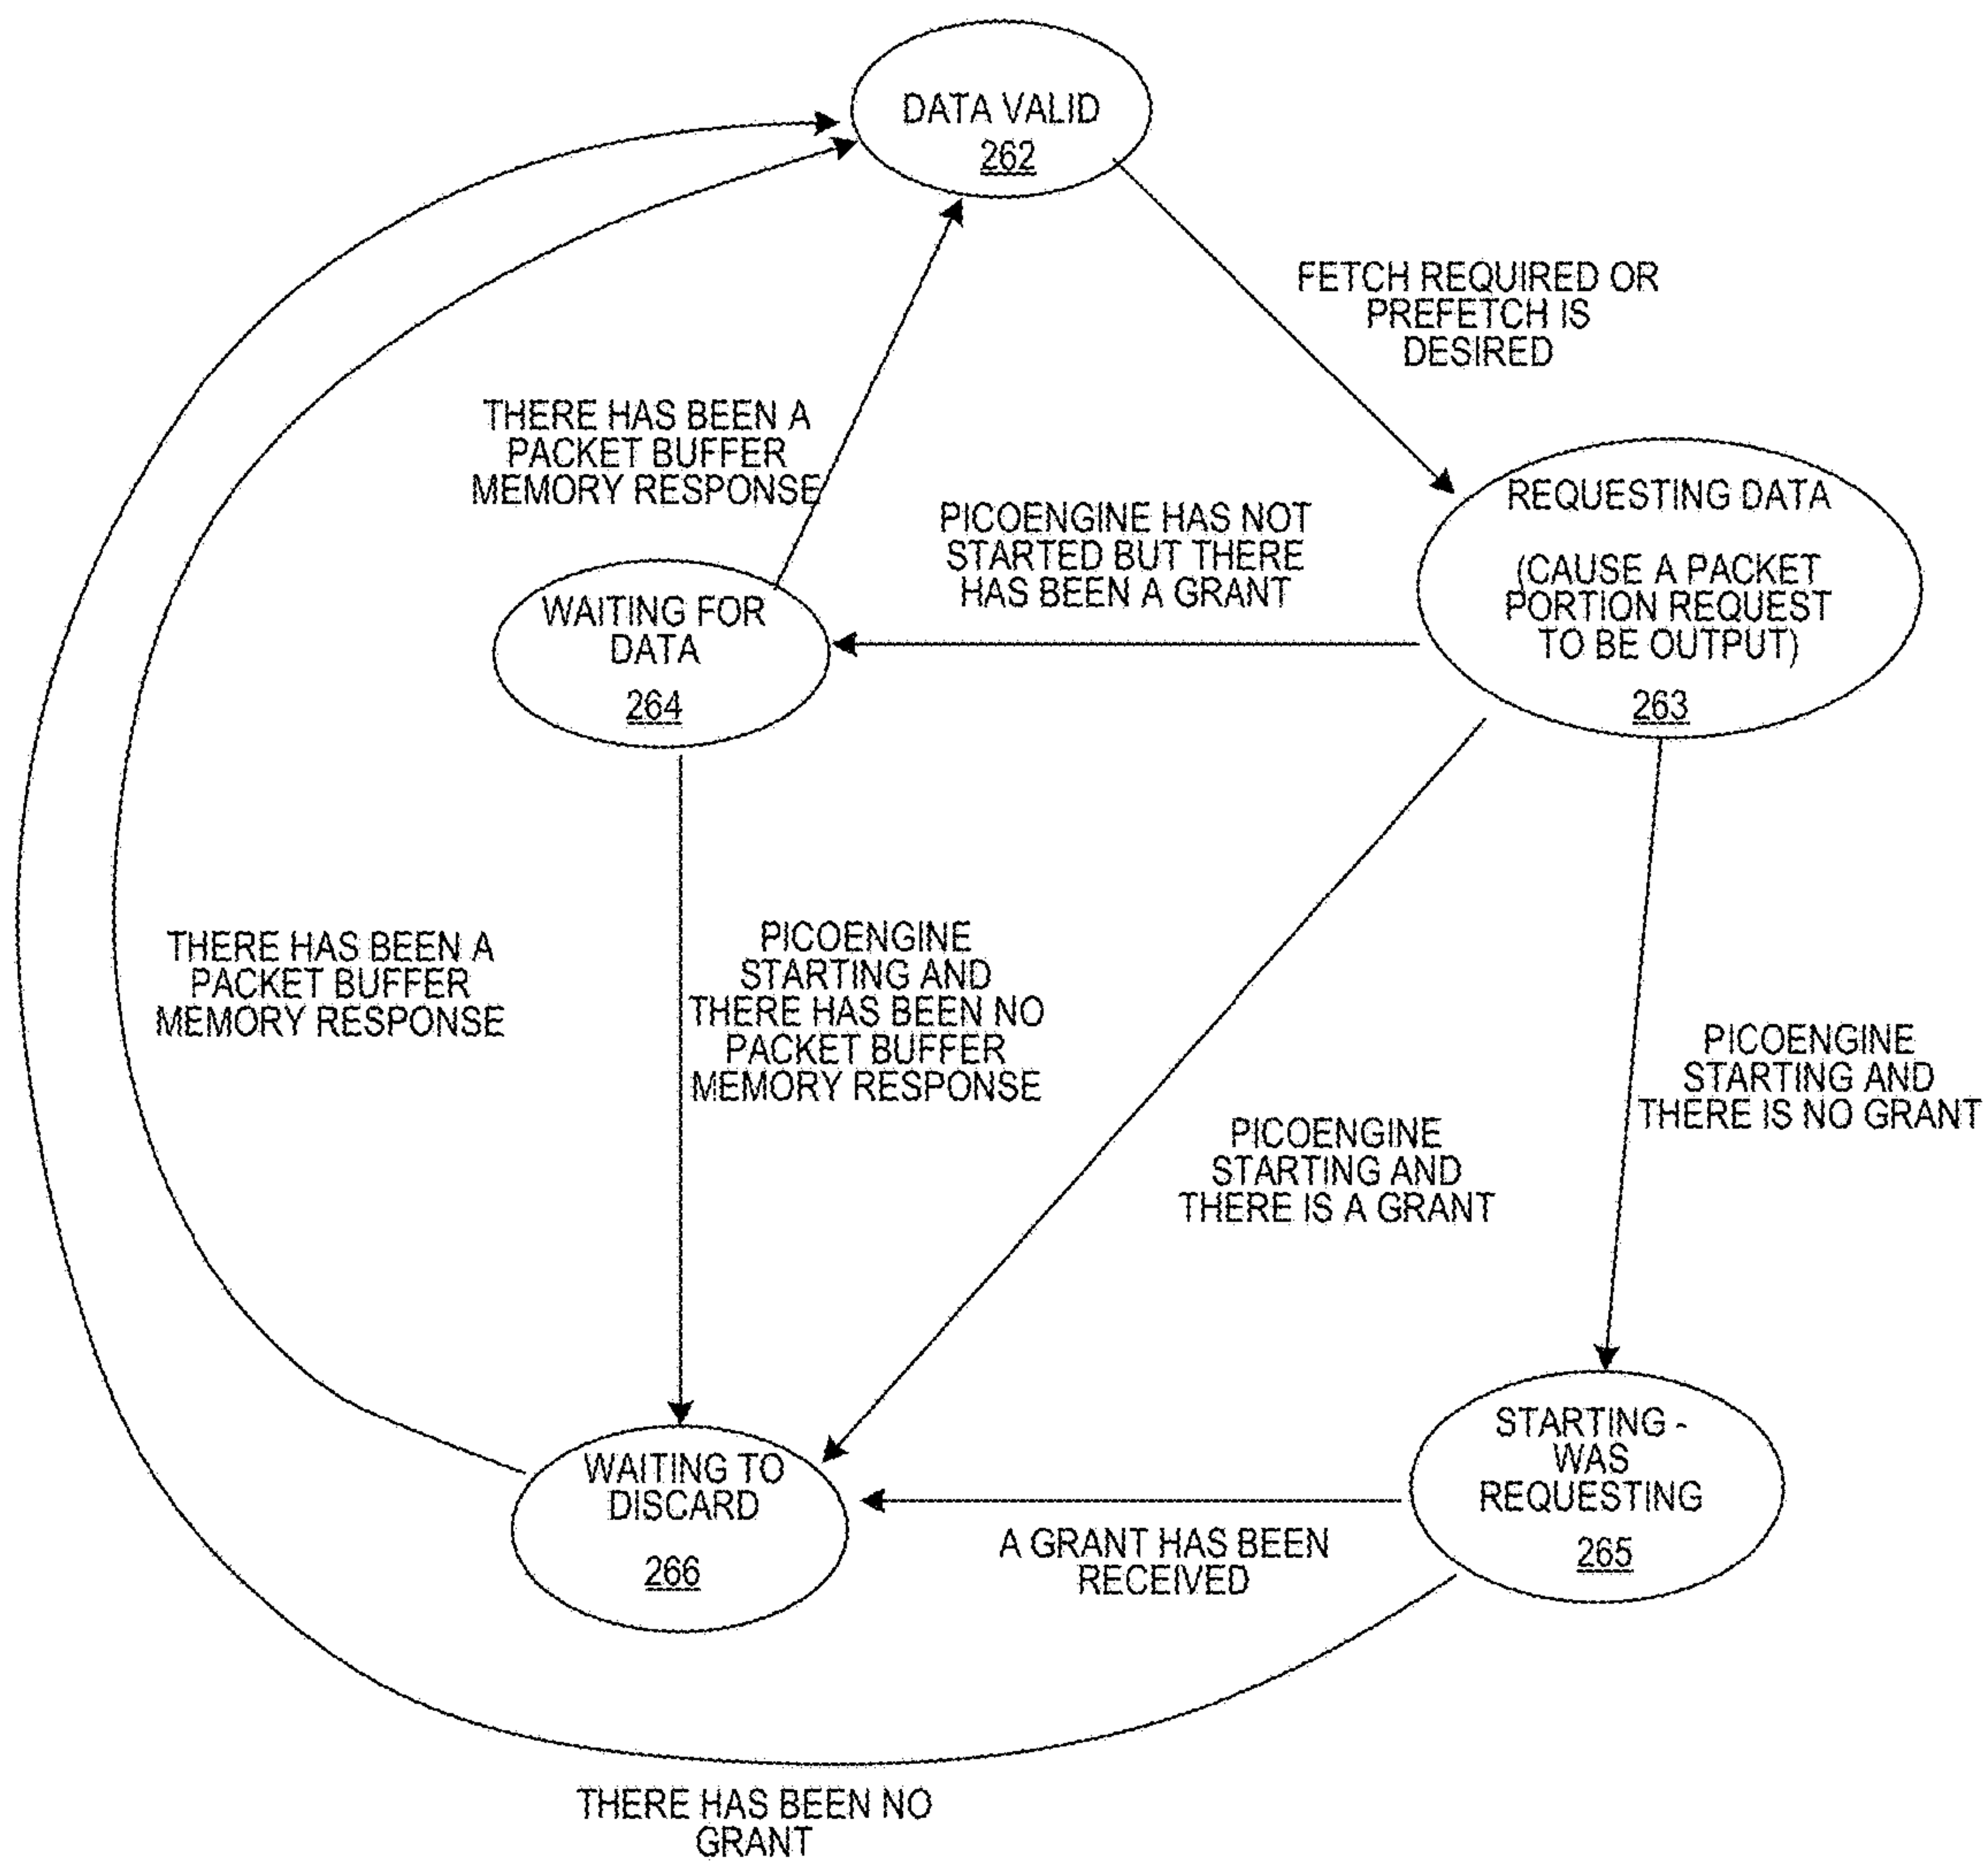 DATA VALID
262
FETCH REQUIRED OR
PREFETCH IS
DESIRED
THERE HAS BEEN A
PACKET BUFFER
MEMORY RESPONSE
PICOENGINE HAS NOT
STARTED BUT THERE
HAS BEEN A GRANT
REQUESTING DATA
(CAUSE A PACKET
PORTION REQUEST
TO BE OUTPUT)
263
WAITING FOR
DATA
264
THERE HAS BEEN A
PACKET BUFFER
MEMORY RESPONSE
PICOENGINE
STARTING AND
THERE HAS BEEN NO
PACKET BUFFER
MEMORY RESPONSE
PICOENGINE
STARTING AND
THERE IS A GRANT
PICOENGINE
STARTING AND
THERE IS NO GRANT
WAITING TO
DISCARD
266
A GRANT HAS BEEN
RECEIVED
STARTING -
WAS
REQUESTING
265
THERE HAS BEEN NO
GRANT